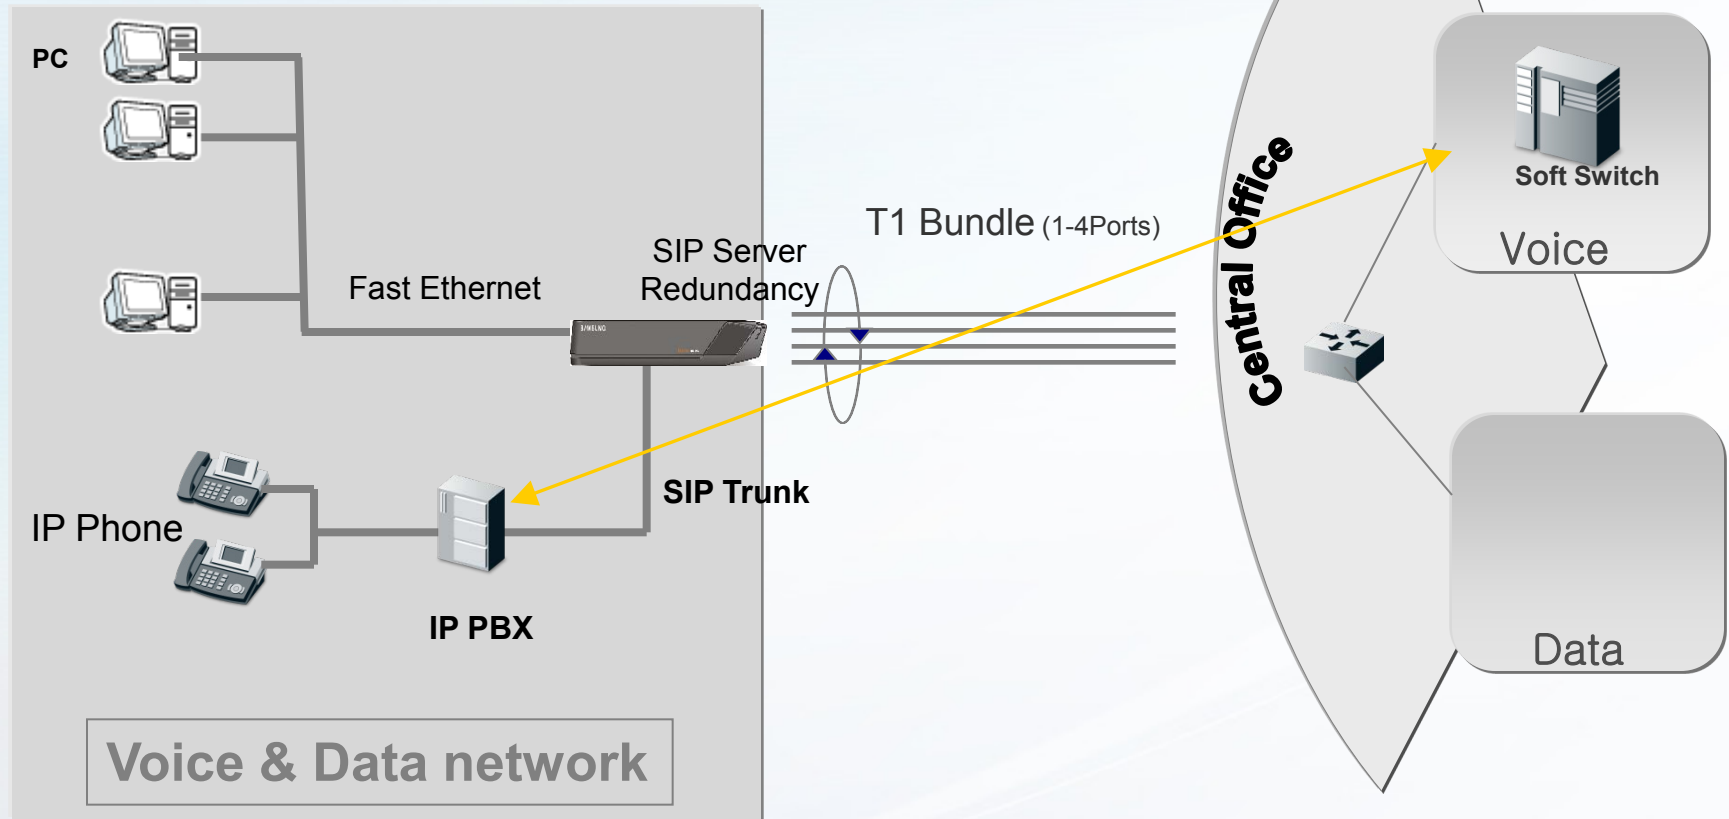 PC
Soft Switch
Voice
Central Office
T1 Bundle (1-4Ports)
SIP Server
Redundancy
Fast Ethernet
SIP Trunk
IP Phone
IP PBX
Data
Voice & Data network